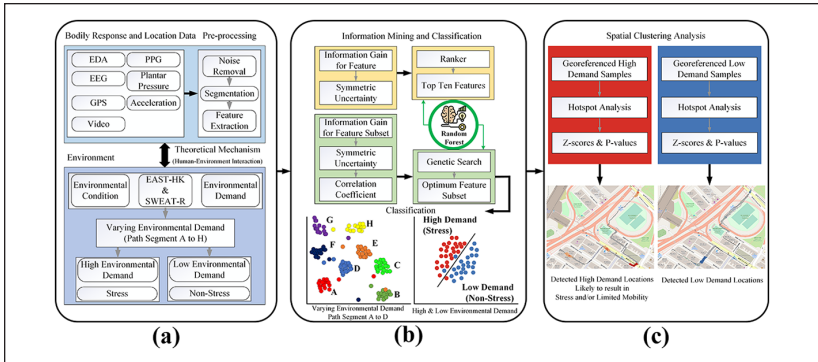 Bodily Response and Location Data
Pre-processing
EDA
PPG
EEG
Plantar
Pressure
GPS
Acceleration
Video
Noise
Removal
Segmentation
Feature
Extraction
Theoretical Mechanism
(Human-Environment Interaction)
Environment
Environmental
Condition
EAST-HK
&
SWEAT-R
Environmental
Demand
Varying Environmental Demand
(Path Segment A to H)
High Environmental
Demand
Low Environmental
Demand
Stress
Non-Stress
(a)
Information Mining and Classification
Information Gain
for Feature
Symmetric
Uncertainty
Ranker
Top Ten Features
Random
Forest
Information Gain
for Feature Subset
Symmetric
Uncertainty
Correlation
Coefficient
Genetic Search
Optimum Feature
Subset
Classification
G
H
F
E
D
C
A
B
Varying Environmental Demand
Path Segment A to D
High Demand
(Stress)
Low Demand
(Non-Stress)
High & Low Environmental Demand
(b)
Spatial Clustering Analysis
Georeferenced High
Demand Samples
Hotspot Analysis
Z-scores & P-values
Georeferenced Low
Demand Samples
Hotspot Analysis
Z-scores & P-values
Detected High Demand Locations
Likely to result in
Stress and/or Limited Mobility
Detected Low Demand Locations
(c)